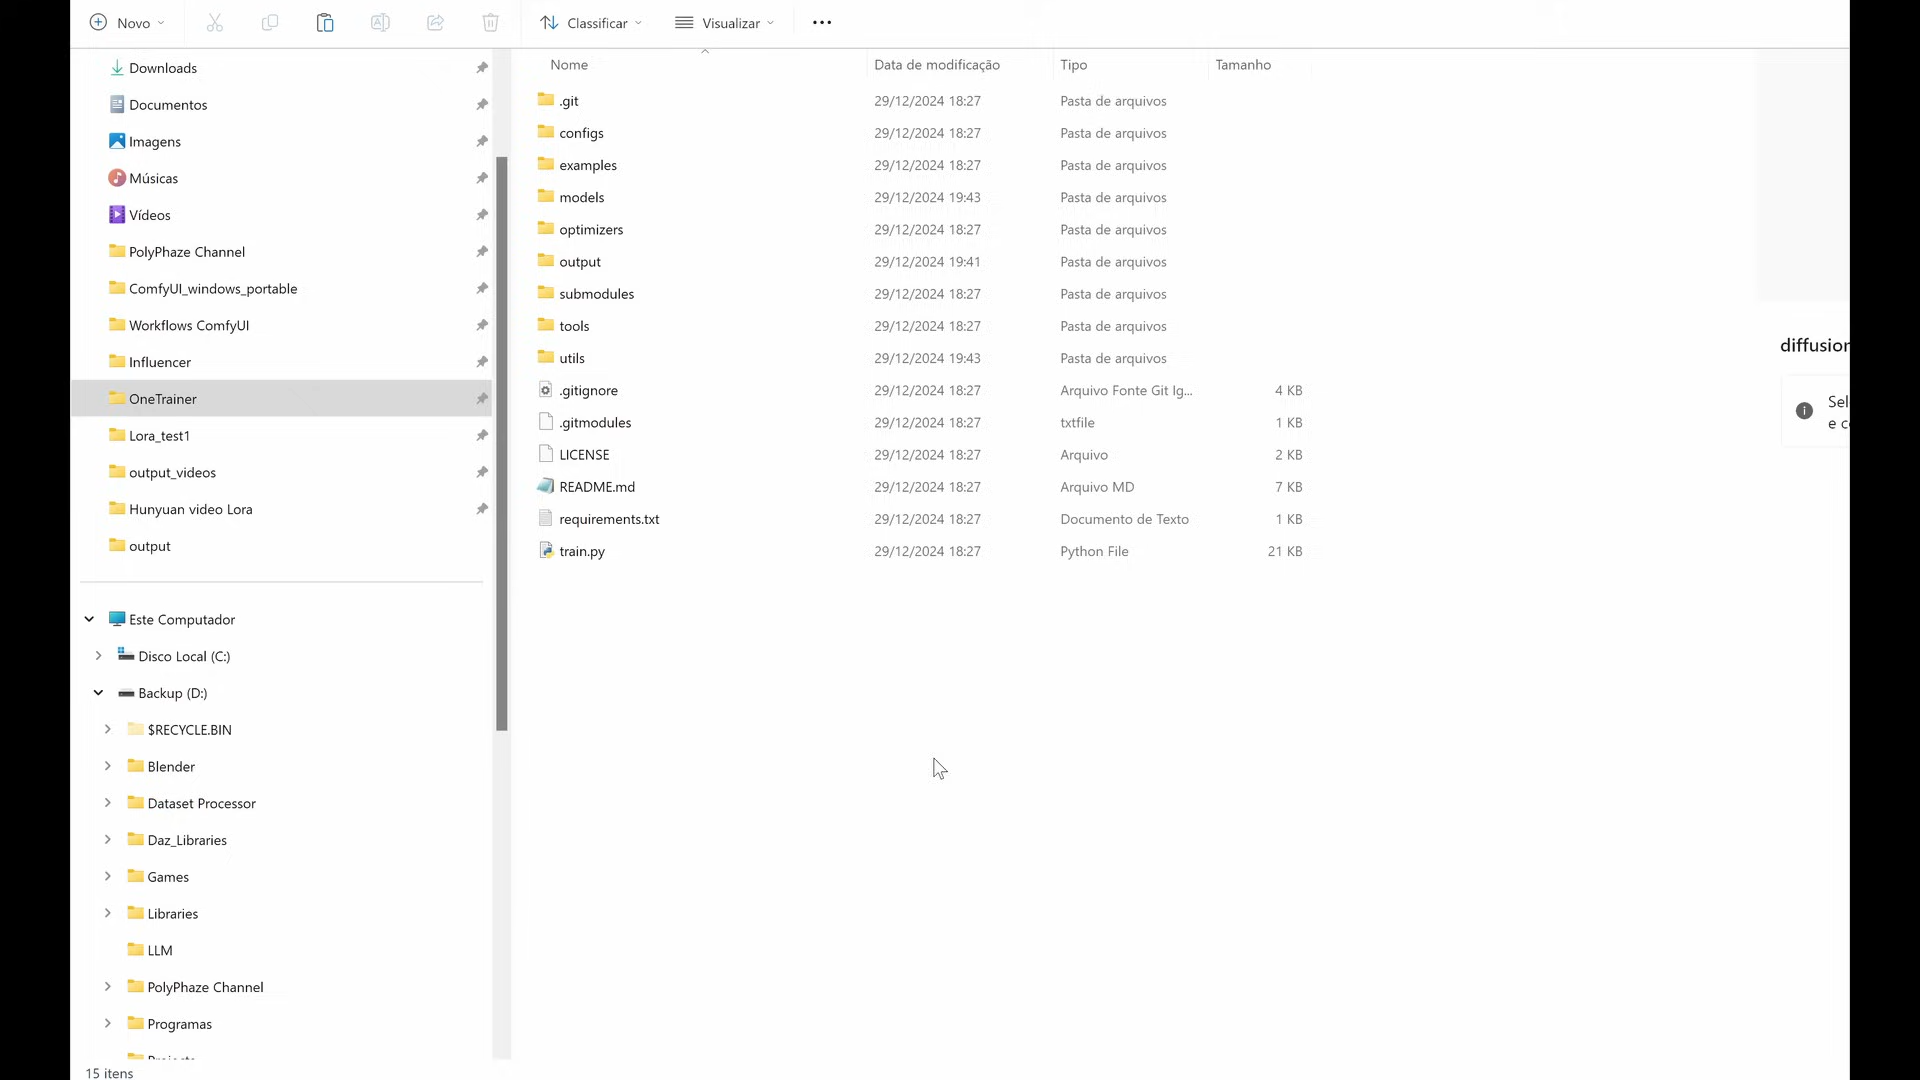 Novo Classificar Visualizar
Downloads
Documentos
Imagens
Músicas
Vídeos
PolyPhaze Channel
ComfyUI_windows_portable
Workflows ComfyUI
Influencer
OneTrainer
Lora_test1
output_videos
Hunyuan video Lora
output
Este Computador
Disco Local (C:)
Backup (D:)
$RECYCLE.BIN
Blender
Dataset Processor
Daz_Libraries
Games
Libraries
LLM
PolyPhaze Channel
Programas
15 itens
Nome Data de modificação Tipo Tamanho
.git 29/12/2024 18:27 Pasta de arquivos
configs 29/12/2024 18:27 Pasta de arquivos
examples 29/12/2024 18:27 Pasta de arquivos
models 29/12/2024 19:43 Pasta de arquivos
optimizers 29/12/2024 18:27 Pasta de arquivos
output 29/12/2024 19:41 Pasta de arquivos
submodules 29/12/2024 18:27 Pasta de arquivos
tools 29/12/2024 18:27 Pasta de arquivos
utils 29/12/2024 19:43 Pasta de arquivos
.gitignore 29/12/2024 18:27 Arquivo Fonte Git Ig... 4 KB
.gitmodules 29/12/2024 18:27 txtfile 1 KB
LICENSE 29/12/2024 18:27 Arquivo 2 KB
README.md 29/12/2024 18:27 Arquivo MD 7 KB
requirements.txt 29/12/2024 18:27 Documento de Texto 1 KB
train.py 29/12/2024 18:27 Python File 21 KB
diffusion
Sel
e c